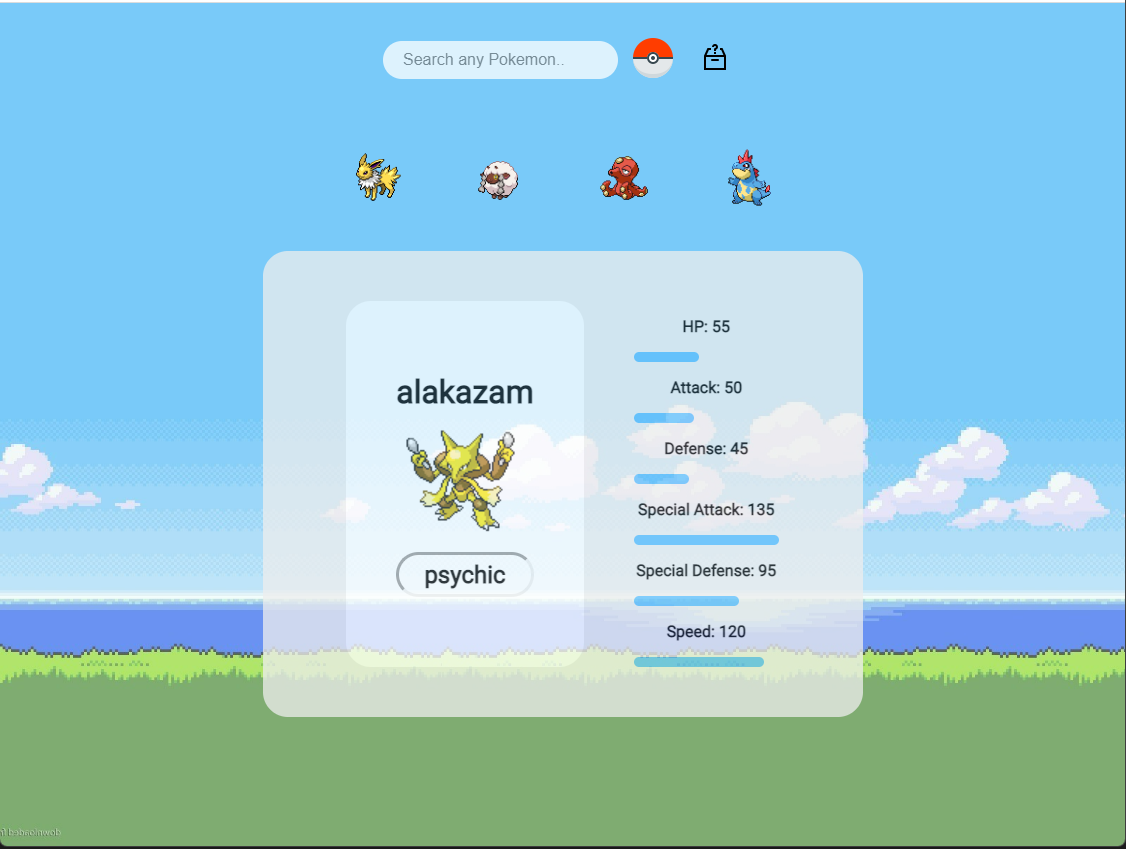 Search any Pokemon..
alakazam
psychic
HP: 55
Attack: 50
Defense: 45
Special Attack: 135
Special Defense: 95
Speed: 120